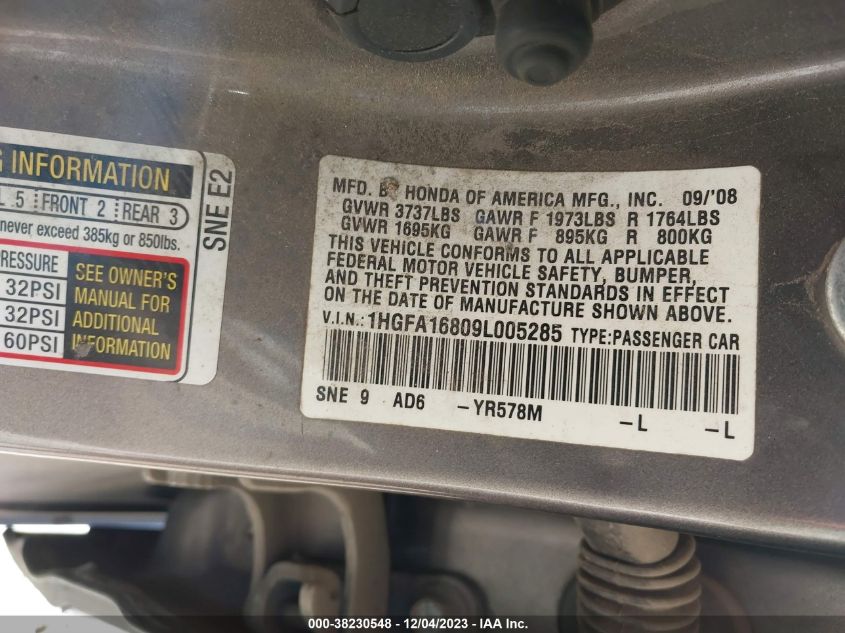 G INFORMATION
L 5 FRONT 2 REAR 3
never exceed 385kg or 850lbs.
PRESSURE
32PSI
32PSI
60PSI
SEE OWNER'S
MANUAL FOR
ADDITIONAL
INFORMATION
SNE E2
MFD. BY HONDA OF AMERICA MFG., INC. 09/'08
GVWR 3737LBS GAWR F 1973LBS R 1764LBS
GVWR 1695KG GAWR F 895KG R 800KG
THIS VEHICLE CONFORMS TO ALL APPLICABLE
FEDERAL MOTOR VEHICLE SAFETY, BUMPER,
AND THEFT PREVENTION STANDARDS IN EFFECT
ON THE DATE OF MANUFACTURE SHOWN ABOVE.
V.I.N.: 1HGFA16809L005285 TYPE:PASSENGER CAR
SNE 9 AD6 -YR578M -L -L
000-38230548 - 12/04/2023 - IAA Inc.